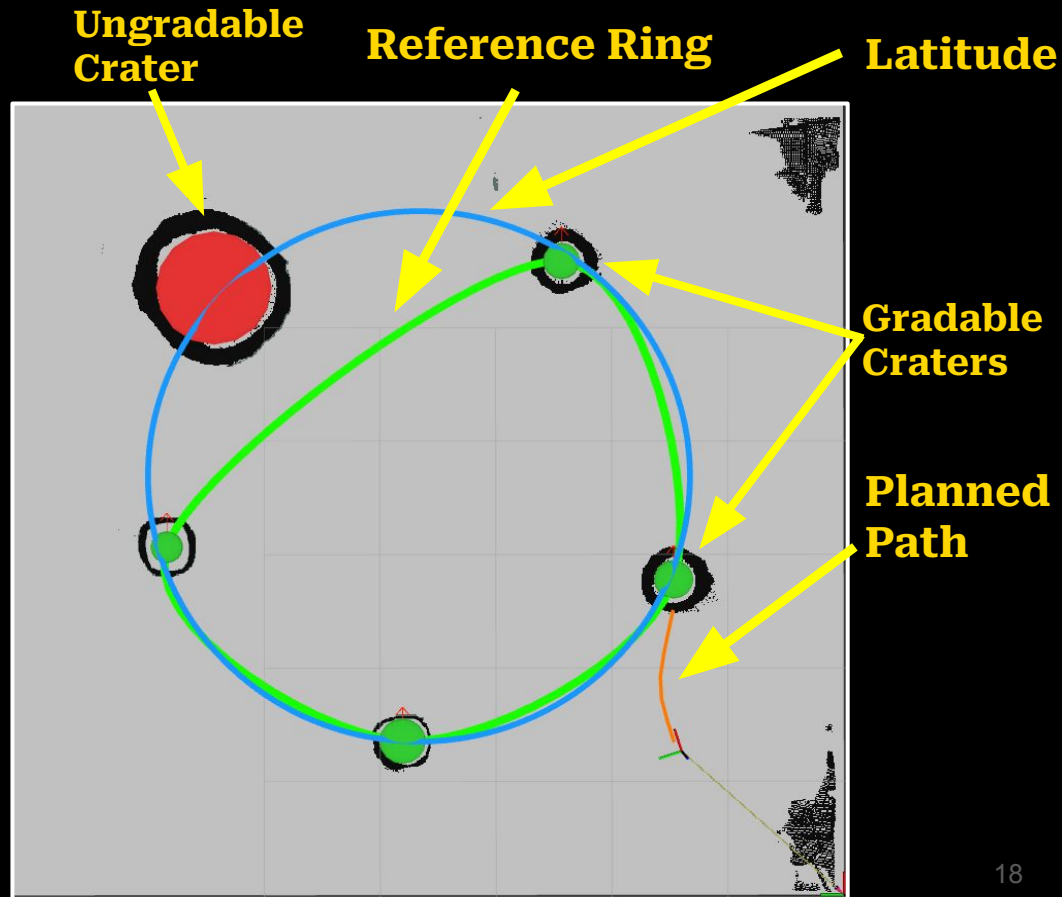 Ungradable
Crater
Reference Ring
Latitude
Gradable
Craters
Planned
Path
18